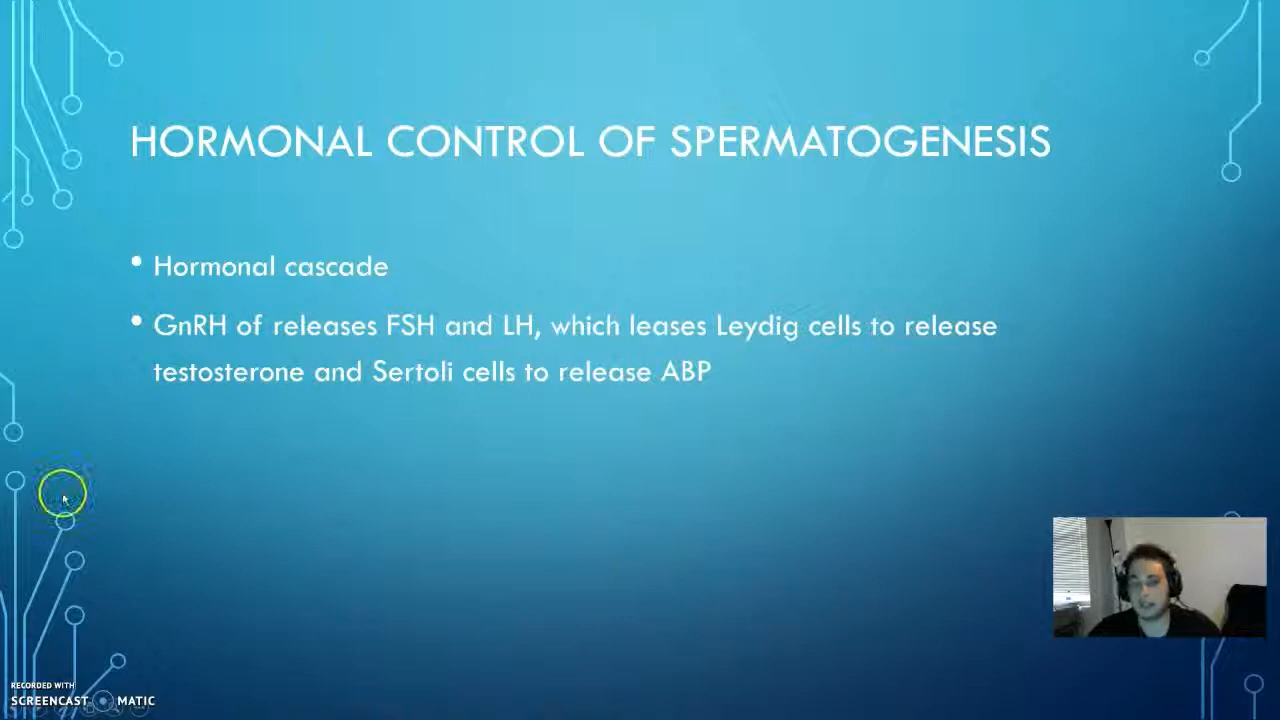 HORMONAL CONTROL OF SPERMATOGENESIS
• Hormonal cascade
• GnRH of releases FSH and LH, which leases Leydig cells to release
testosterone and Sertoli cells to release ABP
RECORDED WITH
SCREENCAST MATIC